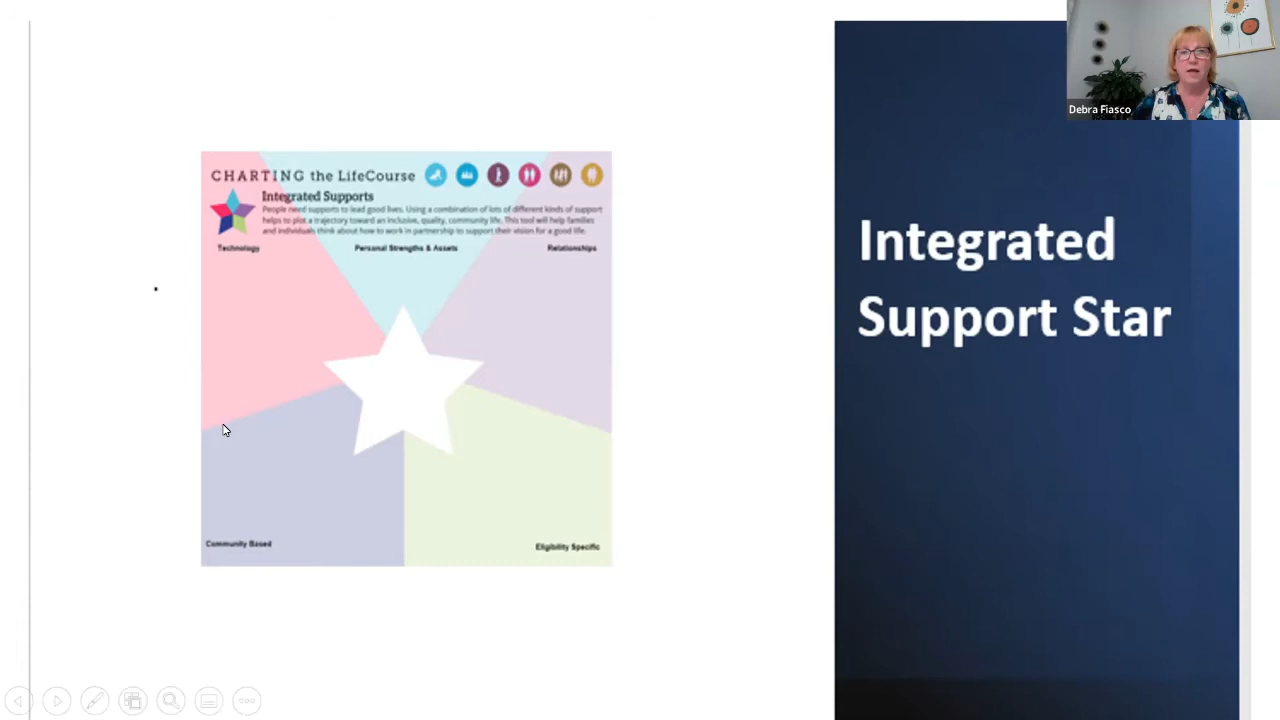 CHARTING the LifeCourse
Integrated Supports
People need supports to lead good lives. Using a combination of lots of different kinds of support
helps to plot a trajectory toward an inclusive, quality, community life. This tool will help families
and individuals think about how to work in partnership to support their vision for a good life.
Technology
Personal Strengths & Assets
Relationships
Community Based
Eligibility Specific
Integrated
Support Star
Debra Fiasco